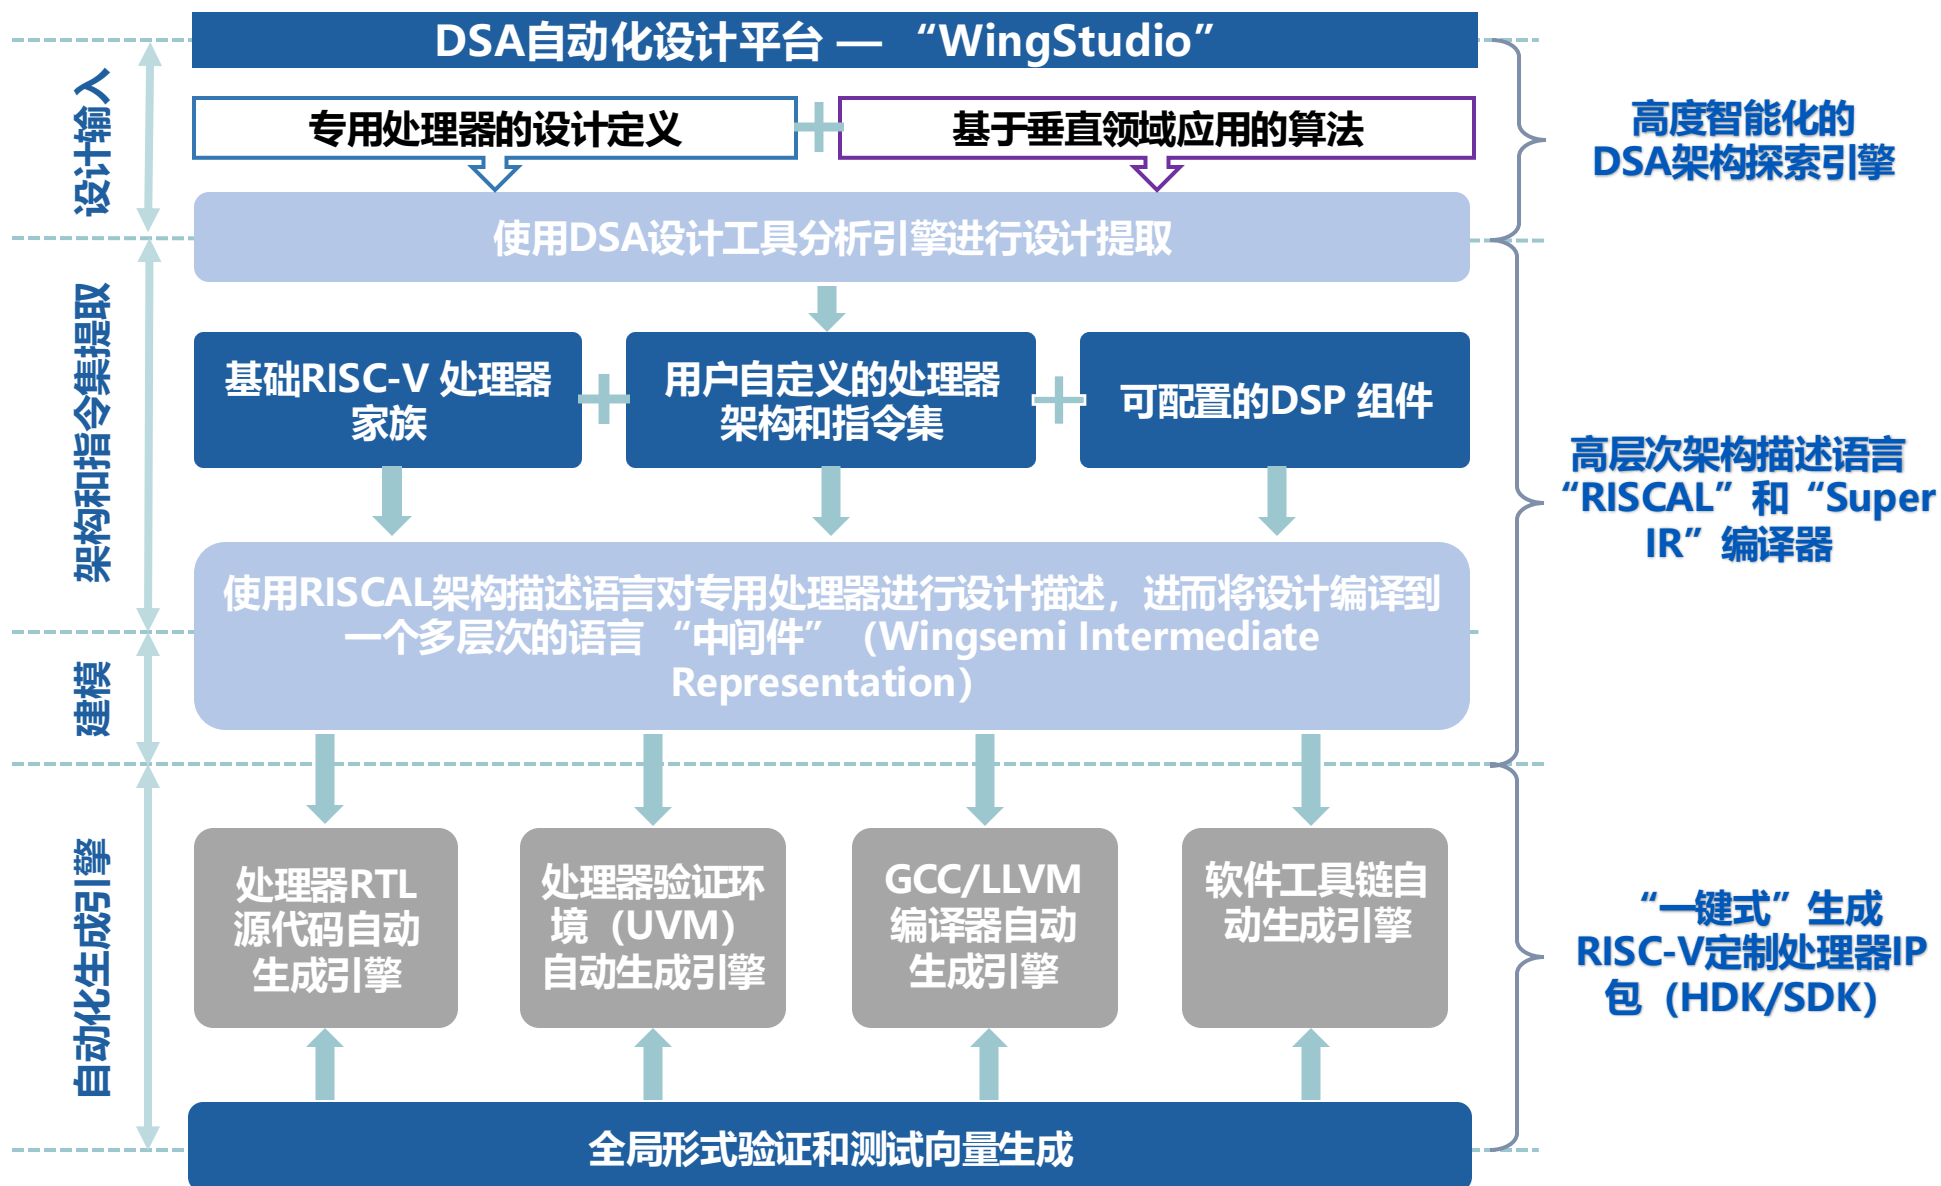 DSA自动化设计平台 — “WingStudio”
设计输入
专用处理器的设计定义
基于垂直领域应用的算法
高度智能化的
DSA架构探索引擎
使用DSA设计工具分析引擎进行设计提取
架构和指令集提取
基础RISC-V 处理器
家族
用户自定义的处理器
架构和指令集
可配置的DSP 组件
高层次架构描述语言
“RISCAL”和“Super
IR”编译器
使用RISCAL架构描述语言对专用处理器进行设计描述，进而将设计编译到
一个多层次的语言 “中间件”（Wingsemi Intermediate
Representation）
建模
自动化生成引擎
处理器RTL
源代码自动
生成引擎
处理器验证环
境（UVM）
自动生成引擎
GCC/LLVM
编译器自动
生成引擎
软件工具链自
动生成引擎
“一键式”生成
RISC-V定制处理器IP
包（HDK/SDK）
全局形式验证和测试向量生成